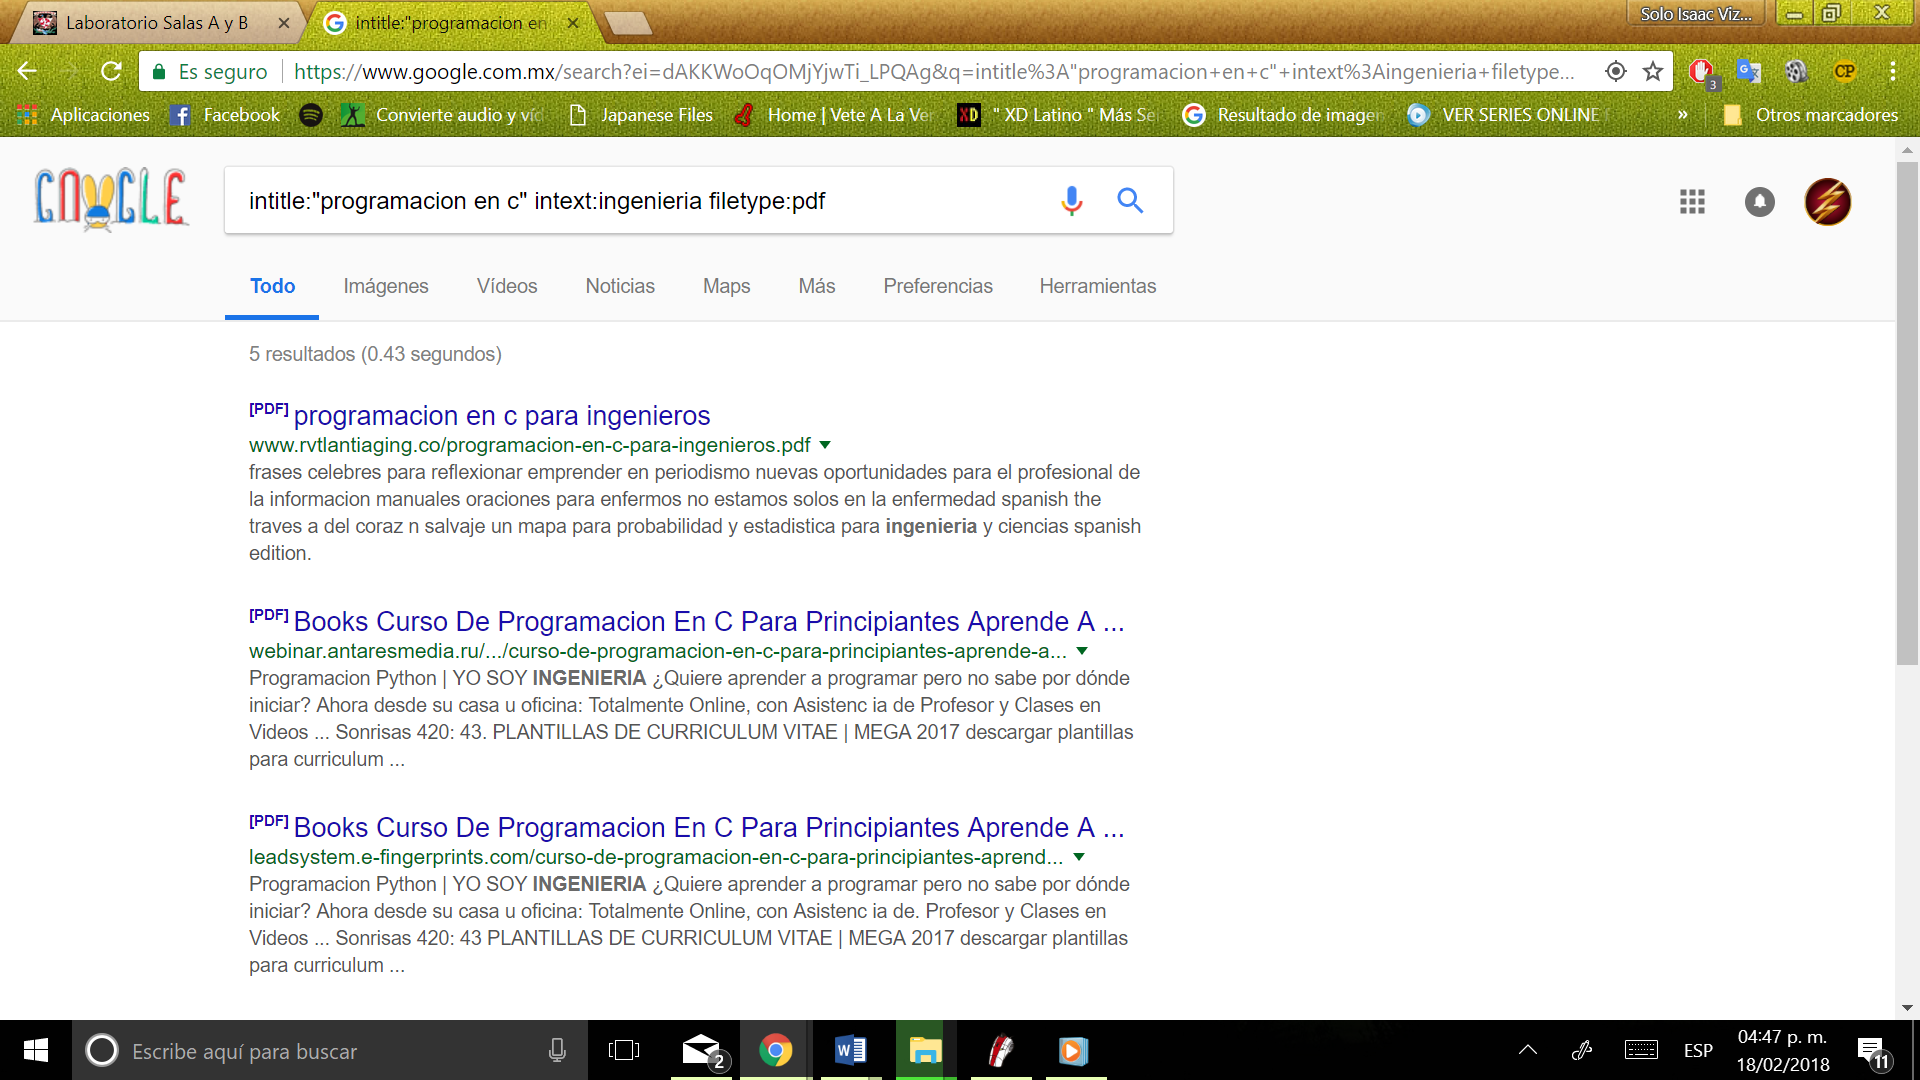 Laboratorio Salas A y B
intitle:"programacion en
Solo Isaac Viz...
Es seguro
https://www.google.com.mx/search?ei=dAKKWoOqOMjYjwTi_LPQAg&q=intitle%3A"programacion+en+c"+intext%3Aingenieria+filetype...
3
CP
Aplicaciones
Facebook
Convierte audio y víd
Japanese Files
Home | Vete A La Ver
XD
" XD Latino " Más Se
Resultado de imagen
VER SERIES ONLINE
»
Otros marcadores
intitle:"programacion en c" intext:ingenieria filetype:pdf
Todo
Imágenes
Vídeos
Noticias
Maps
Más
Preferencias
Herramientas
5 resultados (0.43 segundos)
[PDF] programacion en c para ingenieros
www.rvtlantiaging.co/programacion-en-c-para-ingenieros.pdf
frases celebres para reflexionar emprender en periodismo nuevas oportunidades para el profesional de
la informacion manuales oraciones para enfermos no estamos solos en la enfermedad spanish the
traves a del coraz n salvaje un mapa para probabilidad y estadistica para ingenieria y ciencias spanish
edition.
[PDF] Books Curso De Programacion En C Para Principiantes Aprende A ...
webinar.antaresmedia.ru/.../curso-de-programacion-en-c-para-principiantes-aprende-a...
Programacion Python | YO SOY INGENIERIA ¿Quiere aprender a programar pero no sabe por dónde
iniciar? Ahora desde su casa u oficina: Totalmente Online, con Asistenc ia de Profesor y Clases en
Videos ... Sonrisas 420: 43. PLANTILLAS DE CURRICULUM VITAE | MEGA 2017 descargar plantillas
para curriculum ...
[PDF] Books Curso De Programacion En C Para Principiantes Aprende A ...
leadsystem.e-fingerprints.com/curso-de-programacion-en-c-para-principiantes-aprend...
Programacion Python | YO SOY INGENIERIA ¿Quiere aprender a programar pero no sabe por dónde
iniciar? Ahora desde su casa u oficina: Totalmente Online, con Asistenc ia de. Profesor y Clases en
Videos ... Sonrisas 420: 43 PLANTILLAS DE CURRICULUM VITAE | MEGA 2017 descargar plantillas
para curriculum ...
Escribe aquí para buscar
2
ESP
04:47 p. m.
18/02/2018
11